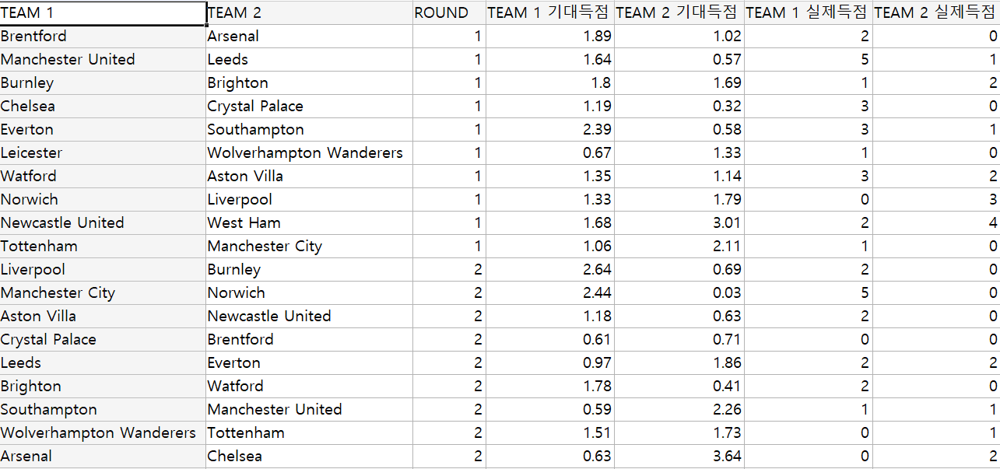 TEAM 1 TEAM 2 ROUND TEAM 1 기대득점 TEAM 2 기대득점 TEAM 1 실제득점 TEAM 2 실제득점
Brentford Arsenal 1 1.89 1.02 2 0
Manchester United Leeds 1 1.64 0.57 5 1
Burnley Brighton 1 1.8 1.69 1 2
Chelsea Crystal Palace 1 1.19 0.32 3 0
Everton Southampton 1 2.39 0.58 3 1
Leicester Wolverhampton Wanderers 1 0.67 1.33 1 0
Watford Aston Villa 1 1.35 1.14 3 2
Norwich Liverpool 1 1.33 1.79 0 3
Newcastle United West Ham 1 1.68 3.01 2 4
Tottenham Manchester City 1 1.06 2.11 1 0
Liverpool Burnley 2 2.64 0.69 2 0
Manchester City Norwich 2 2.44 0.03 5 0
Aston Villa Newcastle United 2 1.18 0.63 2 0
Crystal Palace Brentford 2 0.61 0.71 0 0
Leeds Everton 2 0.97 1.86 2 2
Brighton Watford 2 1.78 0.41 2 0
Southampton Manchester United 2 0.59 2.26 1 1
Wolverhampton Wanderers Tottenham 2 1.51 1.73 0 1
Arsenal Chelsea 2 0.63 3.64 0 2